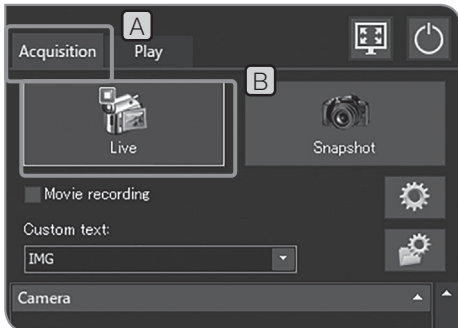 A
Acquisition Play
B
Live Snapshot
Movie recording
Custom text:
IMG
Camera